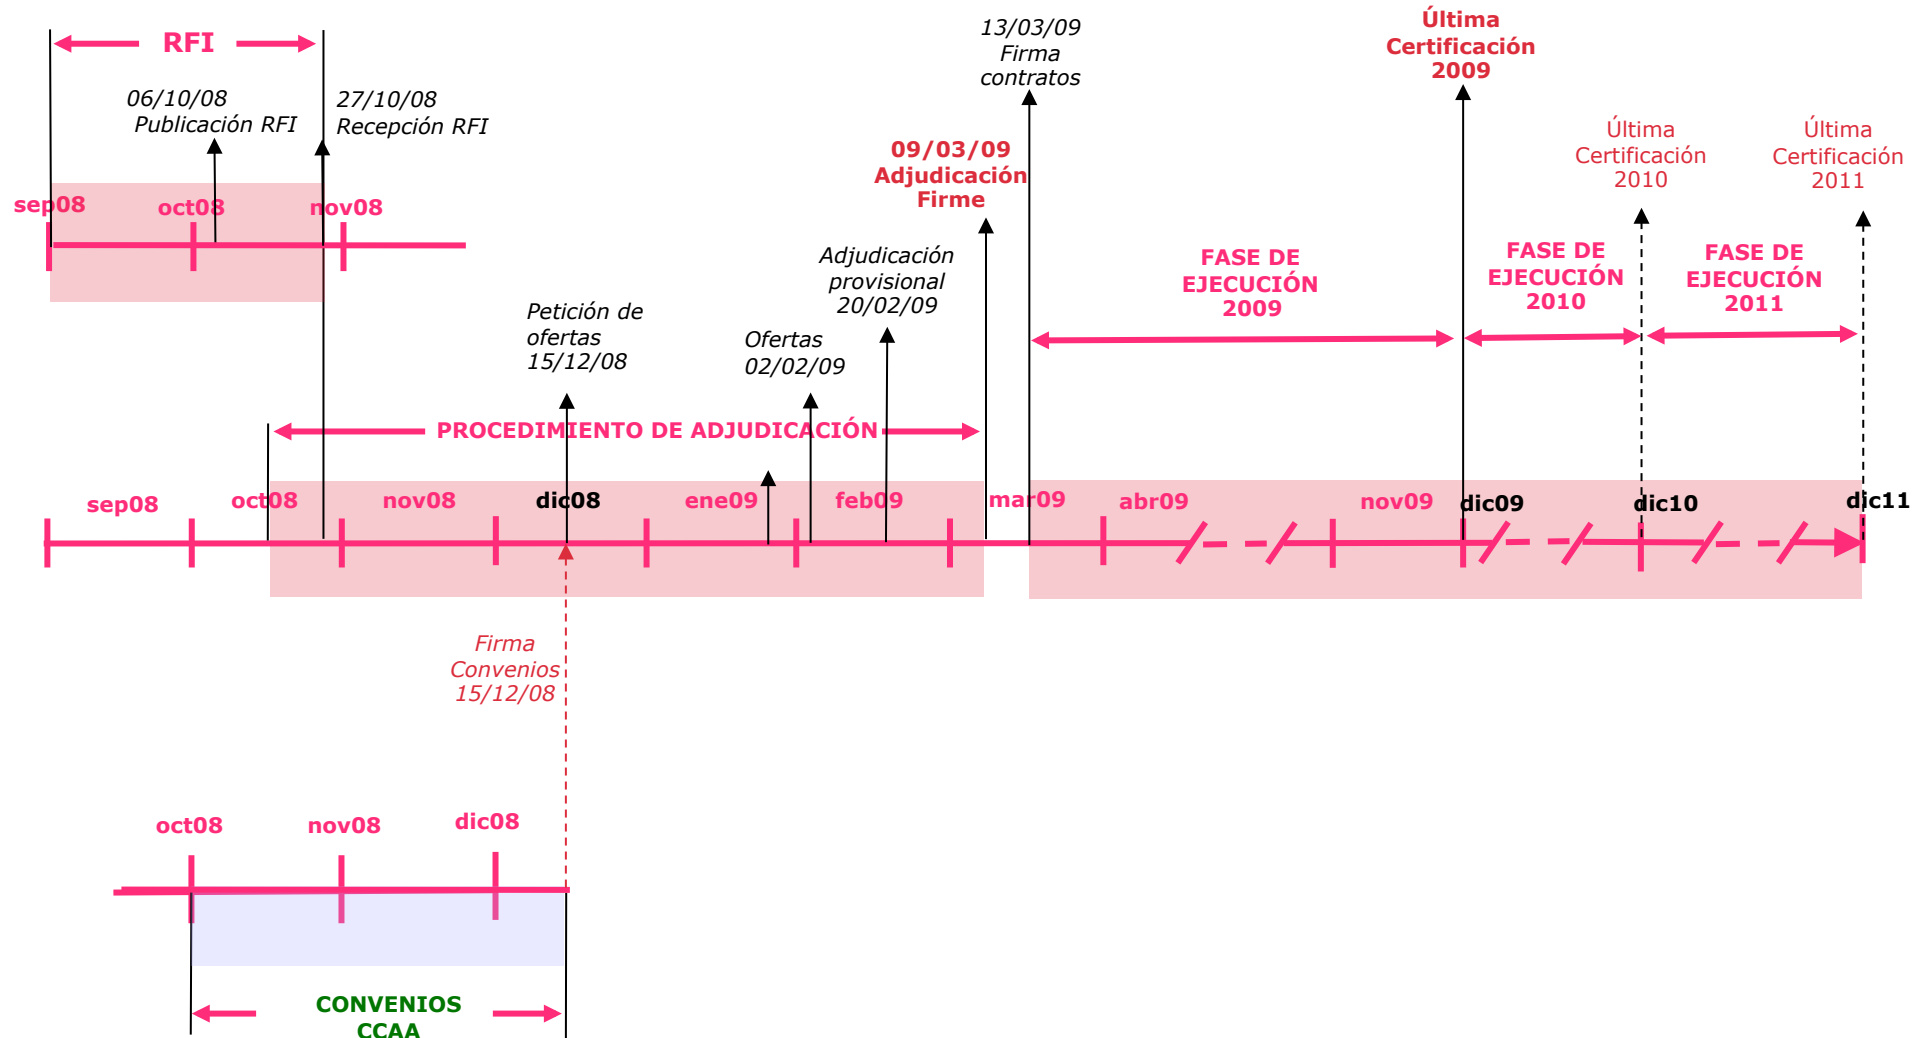 RFI
06/10/08
Publicación RFI
27/10/08
Recepción RFI
13/03/09
Firma
contratos
Última
Certificación
2009
09/03/09
Adjudicación
Firme
Última
Certificación
2010
Última
Certificación
2011
sep08
oct08
nov08
Petición de
ofertas
15/12/08
Ofertas
02/02/09
Adjudicación
provisional
20/02/09
FASE DE
EJECUCIÓN
2009
FASE DE
EJECUCIÓN
2010
FASE DE
EJECUCIÓN
2011
PROCEDIMIENTO DE ADJUDICACIÓN
sep08
oct08
nov08
dic08
ene09
feb09
mar09
abr09
nov09
dic09
dic10
dic11
Firma
Convenios
15/12/08
oct08
nov08
dic08
CONVENIOS
CCAA